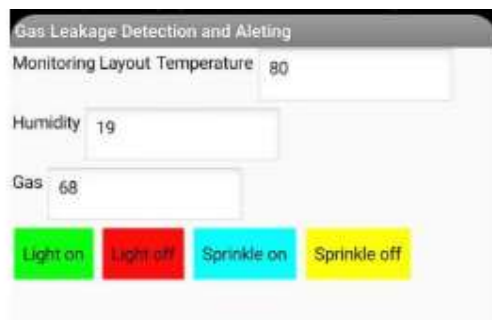 Gas Leakage Detection and Aleting
Monitoring Layout Temperature 80
Humidity 19
Gas 68
Light on Light off Sprinkle on Sprinkle off